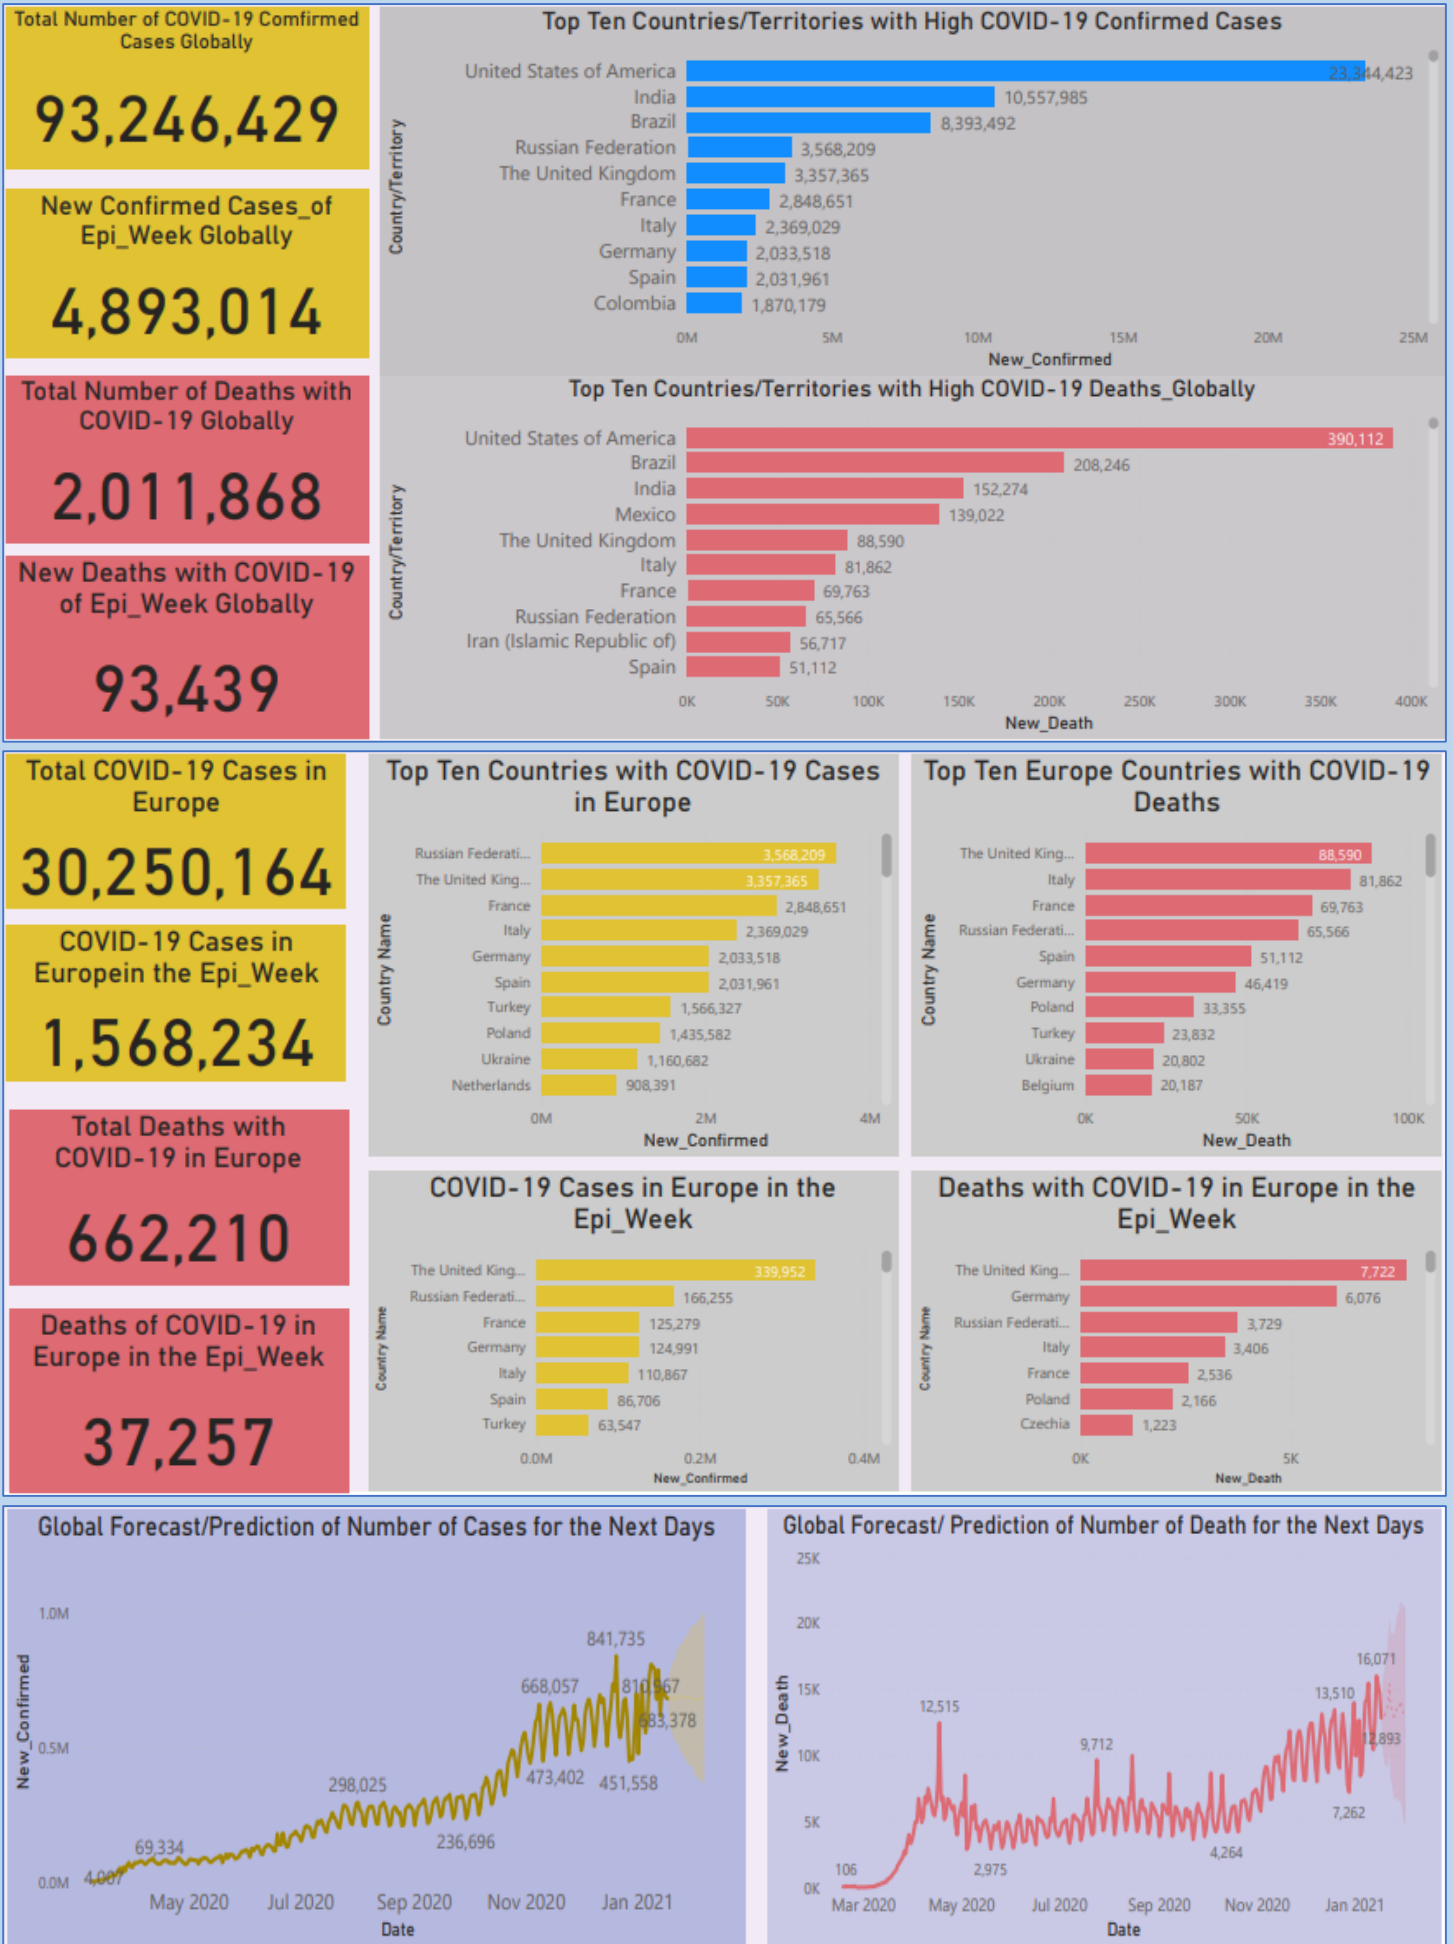 Total Number of COVID-19 Comfirmed
Cases Globally
93,246,429
New Confirmed Cases_of
Epi_Week Globally
4,893,014
Total Number of Deaths with
COVID-19 Globally
2,011,868
New Deaths with COVID-19
of Epi_Week Globally
93,439
Top Ten Countries/Territories with High COVID-19 Confirmed Cases
Country/Territory
United States of America 23,344,423
India 10,557,985
Brazil 8,393,492
Russian Federation 3,568,209
The United Kingdom 3,357,365
France 2,848,651
Italy 2,369,029
Germany 2,033,518
Spain 2,031,961
Colombia 1,870,179
0M 5M 10M 15M 20M 25M
New_Confirmed
Top Ten Countries/Territories with High COVID-19 Deaths_Globally
Country/Territory
United States of America 390,112
Brazil 208,246
India 152,274
Mexico 139,022
The United Kingdom 88,590
Italy 81,862
France 69,763
Russian Federation 65,566
Iran (Islamic Republic of) 56,717
Spain 51,112
0K 50K 100K 150K 200K 250K 300K 350K 400K
New_Death
Total COVID-19 Cases in
Europe
30,250,164
COVID-19 Cases in
Europein the Epi_Week
1,568,234
Total Deaths with
COVID-19 in Europe
662,210
Deaths of COVID-19 in
Europe in the Epi_Week
37,257
Top Ten Countries with COVID-19 Cases
in Europe
Country Name
Russian Federati... 3,568,209
The United King... 3,357,365
France 2,848,651
Italy 2,369,029
Germany 2,033,518
Spain 2,031,961
Turkey 1,566,327
Poland 1,435,582
Ukraine 1,160,682
Netherlands 908,391
0M 2M 4M
New_Confirmed
Top Ten Europe Countries with COVID-19
Deaths
Country Name
The United King... 88,590
Italy 81,862
France 69,763
Russian Federati... 65,566
Spain 51,112
Germany 46,419
Poland 33,355
Turkey 23,832
Ukraine 20,802
Belgium 20,187
0K 50K 100K
New_Death
COVID-19 Cases in Europe in the
Epi_Week
Country Name
The United King... 339,952
Russian Federati... 166,255
France 125,279
Germany 124,991
Italy 110,867
Spain 86,706
Turkey 63,547
0.0M 0.2M 0.4M
New_Confirmed
Deaths with COVID-19 in Europe in the
Epi_Week
Country Name
The United King... 7,722
Germany 6,076
Russian Federati... 3,729
Italy 3,406
France 2,536
Poland 2,166
Czechia 1,223
0K 5K
New_Death
Global Forecast/Prediction of Number of Cases for the Next Days
New_Confirmed
1.0M
0.5M
0.0M
841,735
668,057 810,967
683,378
473,402 451,558
298,025
236,696
69,334
4,007
May 2020 Jul 2020 Sep 2020 Nov 2020 Jan 2021
Date
Global Forecast/ Prediction of Number of Death for the Next Days
New_Death
25K
20K
15K
10K
5K
0K
16,071
13,510
12,515
12,893
9,712
7,262
4,264
2,975
106
Mar 2020 May 2020 Jul 2020 Sep 2020 Nov 2020 Jan 2021
Date